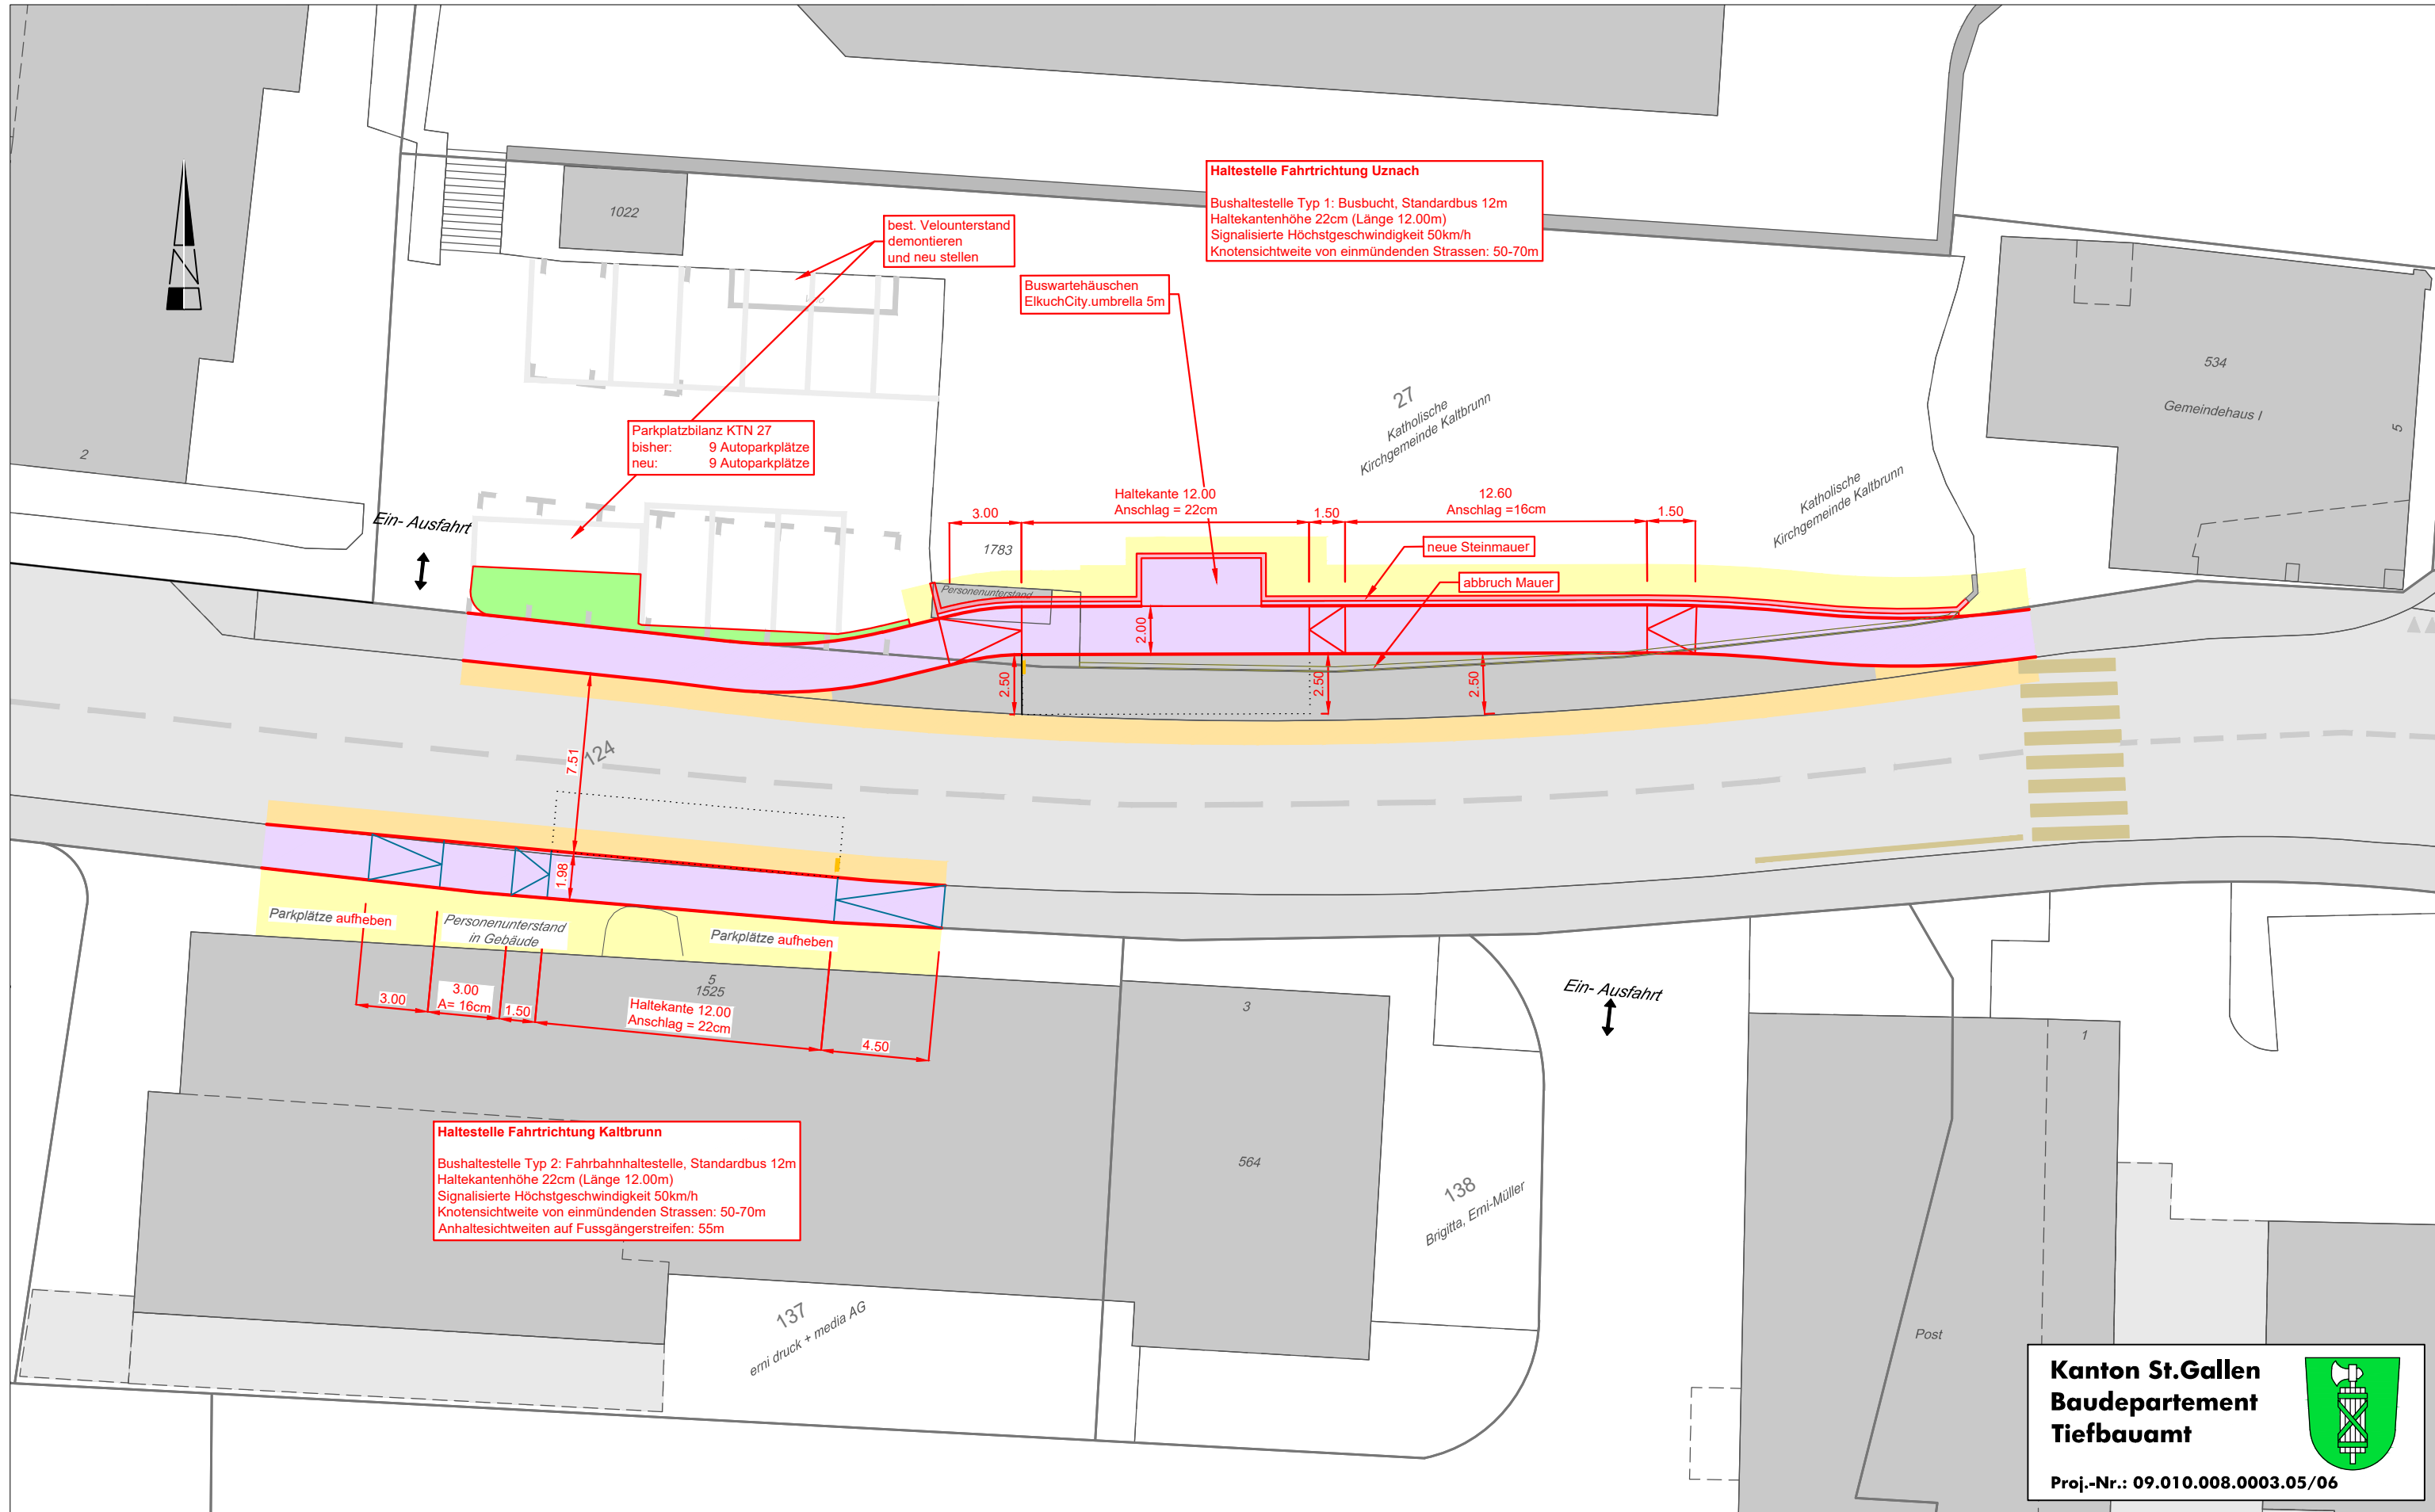 Haltestelle Fahrtrichtung Uznach
Bushaltestelle Typ 1: Busbucht, Standardbus 12m
Haltekantenhöhe 22cm (Länge 12.00m)
Signalisierte Höchstgeschwindigkeit 50km/h
Knotensichtweite von einmündenden Strassen: 50-70m
1022
best. Velounterstand
demontieren
und neu stellen
Buswartehäuschen
ElkuchCity.umbrella 5m
N
534
Gemeindehaus I
5
27
Katholische
Kirchgemeinde Kaltbrunn
Parkplatzbilanz KTN 27
bisher: 9 Autoparkplätze
neu: 9 Autoparkplätze
2
Katholische
Kirchgemeinde Kaltbrunn
Ein- Ausfahrt
3.00
Haltekante 12.00
Anschlag = 22cm
1.50
12.60
Anschlag =16cm
1.50
1783
neue Steinmauer
abbruch Mauer
Personenunterstand
2.00
2.50
2.50
2.50
7.51
124
1.98
Parkplätze aufheben
Personenunterstand
in Gebäude
Parkplätze aufheben
5
1525
3.00
3.00
A= 16cm
1.50
Haltekante 12.00
Anschlag = 22cm
4.50
3
Ein- Ausfahrt
1
Haltestelle Fahrtrichtung Kaltbrunn
Bushaltestelle Typ 2: Fahrbahnhaltestelle, Standardbus 12m
Haltekantenhöhe 22cm (Länge 12.00m)
Signalisierte Höchstgeschwindigkeit 50km/h
Knotensichtweite von einmündenden Strassen: 50-70m
Anhaltesichtweiten auf Fussgängerstreifen: 55m
564
138
Brigitta, Erni-Müller
137
erni druck + media AG
Post
Kanton St.Gallen
Baudepartement
Tiefbauamt
Proj.-Nr.: 09.010.008.0003.05/06